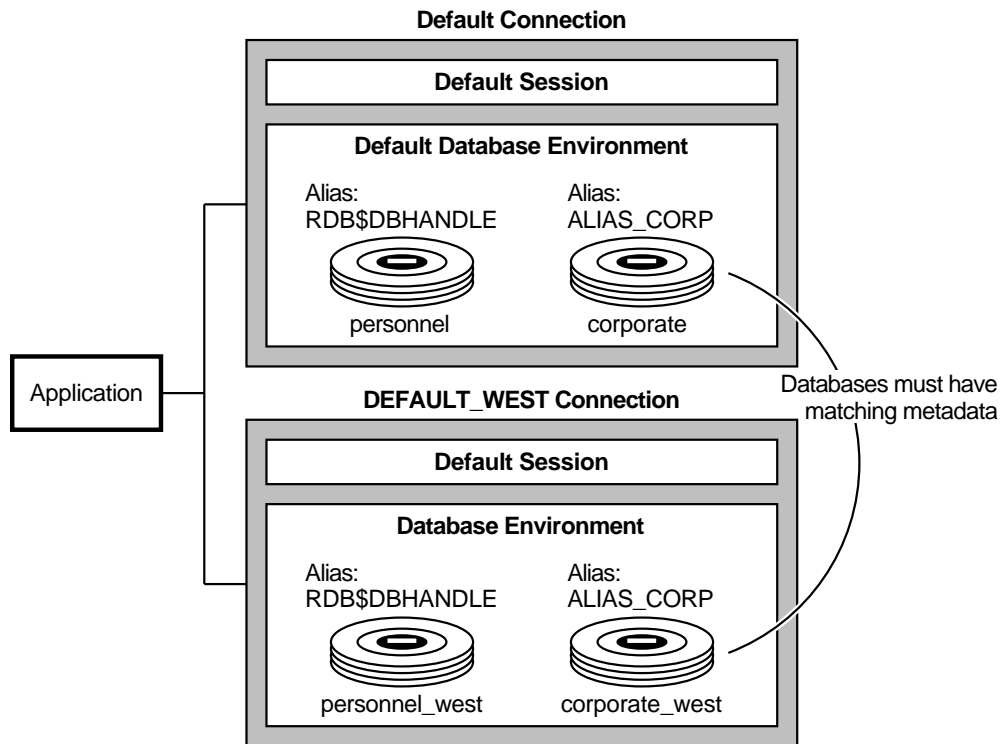 Default Connection
Default Session
Default Database Environment
Alias:
RDB$DBHANDLE
Alias:
ALIAS_CORP
personnel
corporate
Application
Databases must have
matching metadata
DEFAULT_WEST Connection
Default Session
Database Environment
Alias:
RDB$DBHANDLE
Alias:
ALIAS_CORP
personnel_west
corporate_west